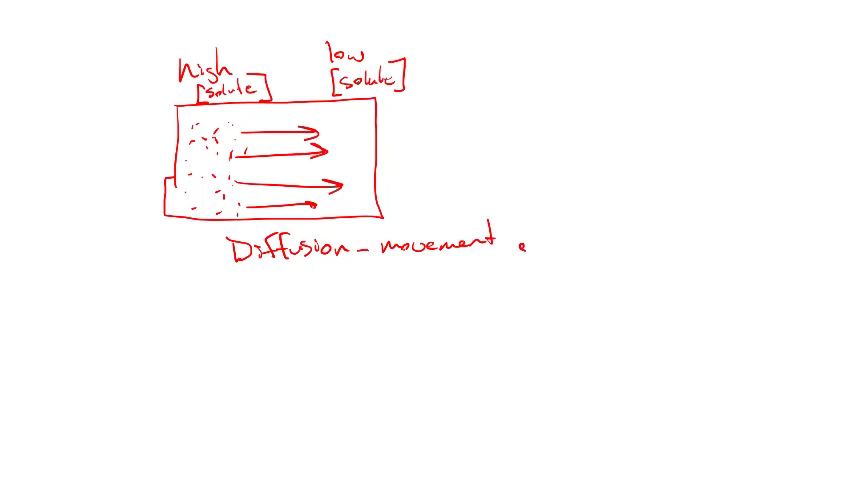 high
[solute]
low
[solute]
Diffusion - movement